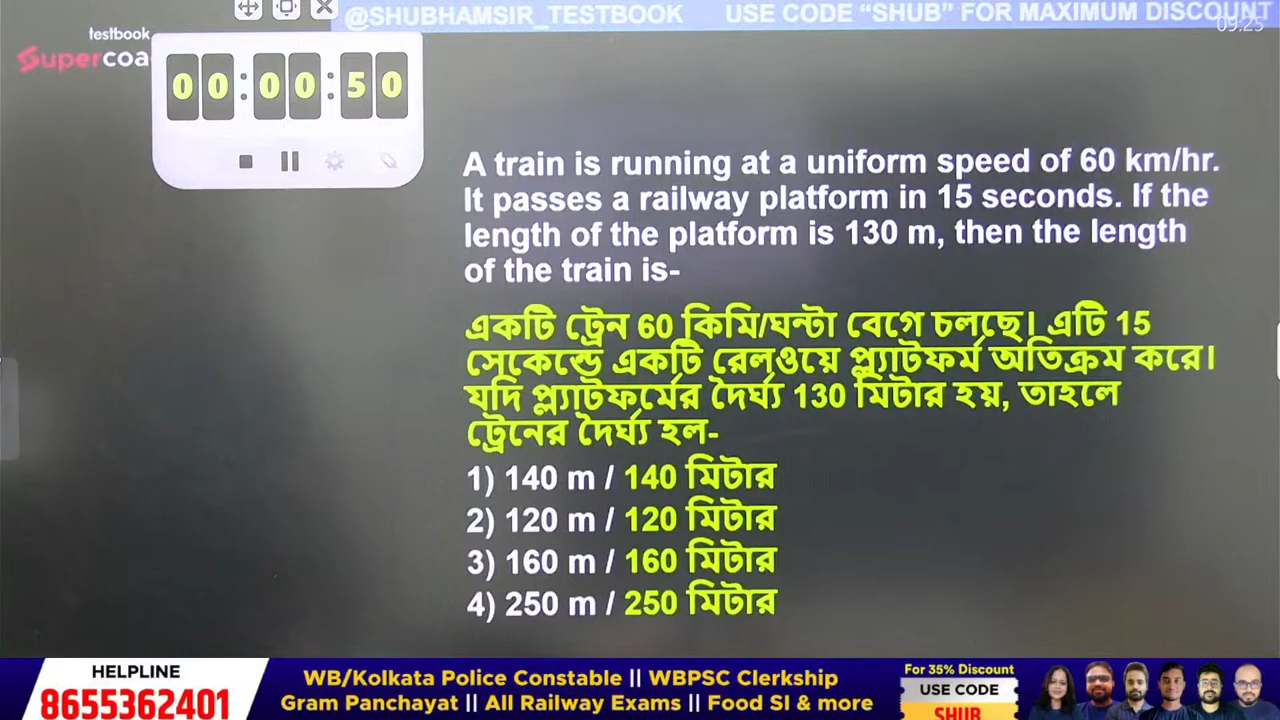 @SHUBHAMSIR_TESTBOOK USE CODE “SHUB” FOR MAXIMUM DISCOUNT
09:25
testbook
Supercoa
00:00:50
A train is running at a uniform speed of 60 km/hr.
It passes a railway platform in 15 seconds. If the
length of the platform is 130 m, then the length
of the train is-
একটি ট্রেন 60 কিমি/ঘন্টা বেগে চলছে। এটি 15
সেকেন্ডে একটি রেলওয়ে প্ল্যাটফর্ম অতিক্রম করে।
যদি প্ল্যাটফর্মের দৈর্ঘ্য 130 মিটার হয়, তাহলে
ট্রেনের দৈর্ঘ্য হল-
1) 140 m / 140 মিটার
2) 120 m / 120 মিটার
3) 160 m / 160 মিটার
4) 250 m / 250 মিটার
HELPLINE
8655362401
WB/Kolkata Police Constable || WBPSC Clerkship
Gram Panchayat || All Railway Exams || Food SI & more
For 35% Discount
USE CODE
SHUB